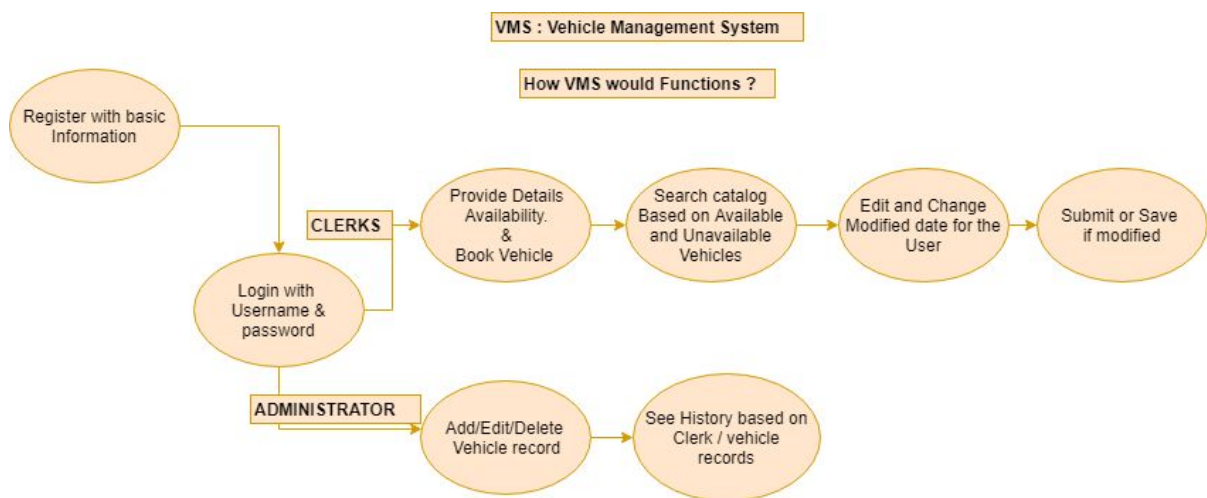 VMS : Vehicle Management System
How VMS would Functions ?
Register with basic
Information
CLERKS
Provide Details
Availability.
&
Book Vehicle
Search catalog
Based on Available
and Unavailable
Vehicles
Edit and Change
Modified date for the
User
Submit or Save
if modified
Login with
Username &
password
ADMINISTRATOR
Add/Edit/Delete
Vehicle record
See History based on
Clerk / vehicle
records